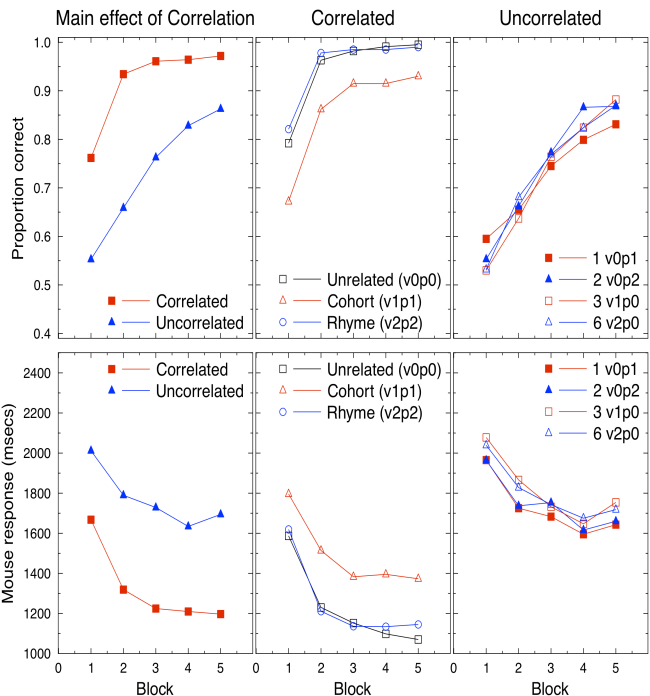 Main effect of Correlation
Correlated
Uncorrelated
Proportion correct
1.0
0.9
0.8
0.7
0.6
0.5
0.4
Correlated
Uncorrelated
Unrelated (v0p0)
Cohort (v1p1)
Rhyme (v2p2)
1 v0p1
2 v0p2
3 v1p0
6 v2p0
Mouse response (msecs)
2400
2200
2000
1800
1600
1400
1200
1000
Correlated
Uncorrelated
Unrelated (v0p0)
Cohort (v1p1)
Rhyme (v2p2)
1 v0p1
2 v0p2
3 v1p0
6 v2p0
0 1 2 3 4 5
0 1 2 3 4 5
0 1 2 3 4 5
Block
Block
Block